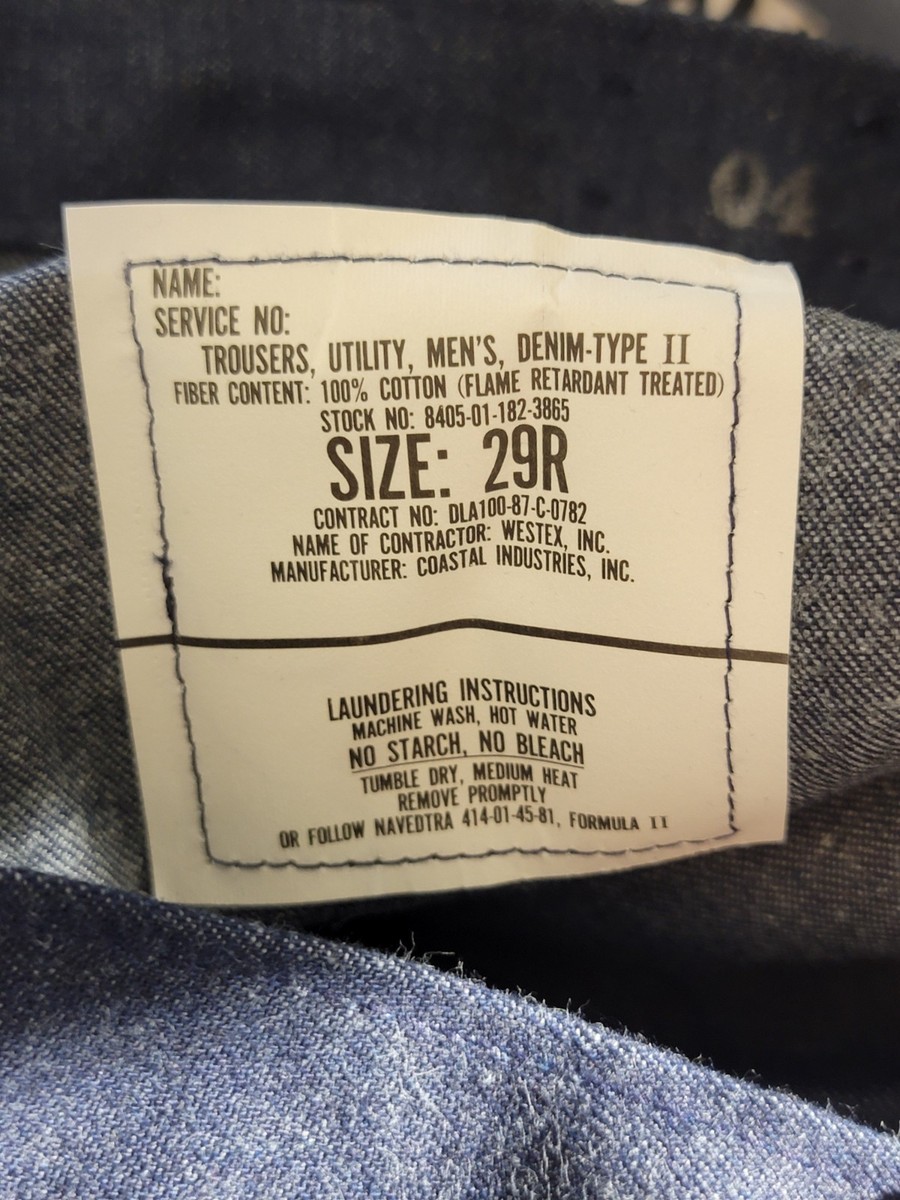 04
NAME:
SERVICE NO:
TROUSERS, UTILITY, MEN'S, DENIM-TYPE II
FIBER CONTENT: 100% COTTON (FLAME RETARDANT TREATED)
STOCK NO: 8405-01-182-3865
SIZE: 29R
CONTRACT NO: DLA100-87-C-0782
NAME OF CONTRACTOR: WESTEX, INC.
MANUFACTURER: COASTAL INDUSTRIES, INC.
LAUNDERING INSTRUCTIONS
MACHINE WASH, HOT WATER
NO STARCH, NO BLEACH
TUMBLE DRY, MEDIUM HEAT
REMOVE PROMPTLY
OR FOLLOW NAVEDTRA 414-01-45-81, FORMULA II